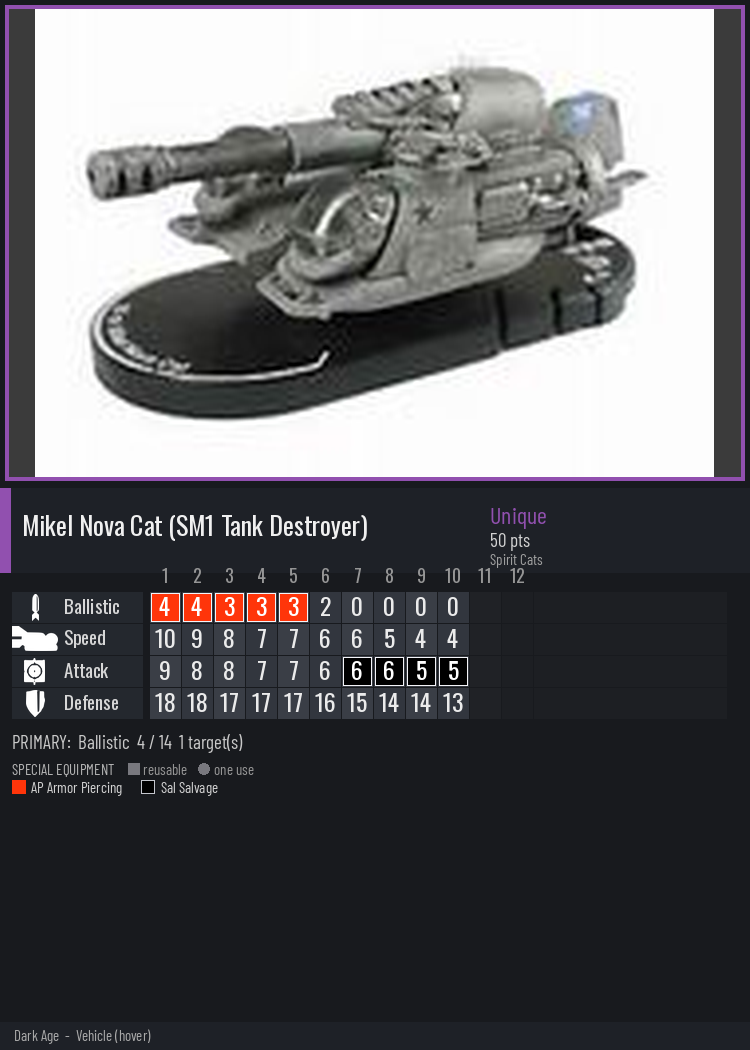 Mikel Nova Cat (SM1 Tank Destroyer)
Unique
50 pts
Spirit Cats
1 2 3 4 5 6 7 8 9 10 11 12
Ballistic 4 4 3 3 3 2 0 0 0 0
Speed 10 9 8 7 7 6 6 5 4 4
Attack 9 8 8 7 7 6 6 6 5 5
Defense 18 18 17 17 17 16 15 14 14 13
PRIMARY: Ballistic 4 / 14 1 target(s)
SPECIAL EQUIPMENT reusable one use
AP Armor Piercing Sal Salvage
Dark Age - Vehicle (hover)